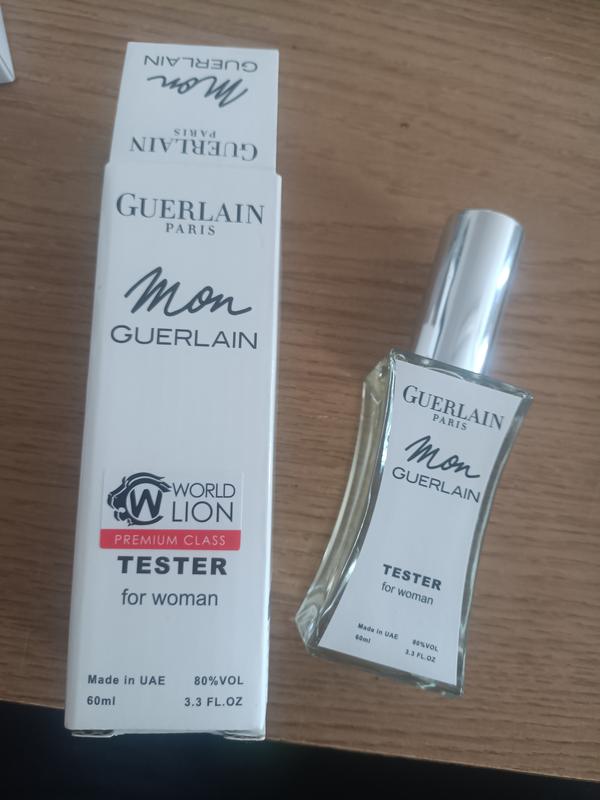 Mon
GUERLAIN
GUERLAIN
PARIS
GUERLAIN
PARIS
Mon
GUERLAIN
W WORLD
LION
PREMIUM CLASS
TESTER
for woman
Made in UAE 80%VOL
60ml 3.3 FL.OZ
GUERLAIN
PARIS
Mon
GUERLAIN
TESTER
for woman
Made in UAE 80%VOL
60ml 3.3 FL.OZ